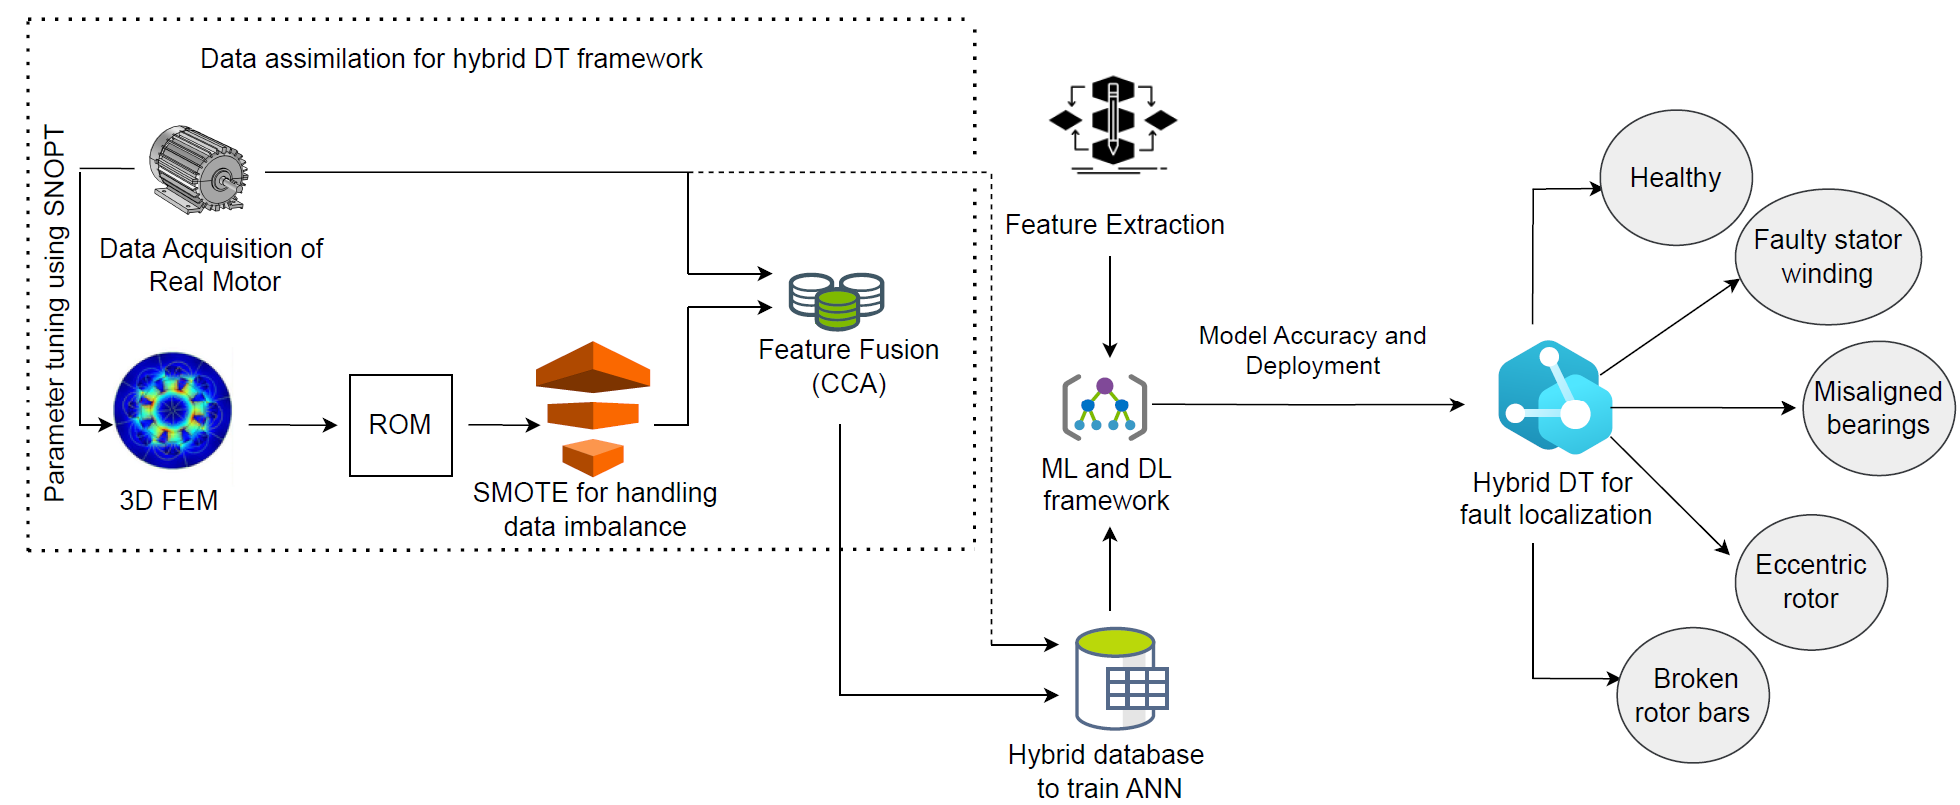 Data assimilation for hybrid DT framework
Parameter tuning using SNOPT
Data Acquisition of
Real Motor
3D FEM
ROM
SMOTE for handling
data imbalance
Feature Fusion
(CCA)
Feature Extraction
ML and DL
framework
Hybrid database
to train ANN
Model Accuracy and
Deployment
Hybrid DT for
fault localization
Healthy
Faulty stator
winding
Misaligned
bearings
Eccentric
rotor
Broken
rotor bars